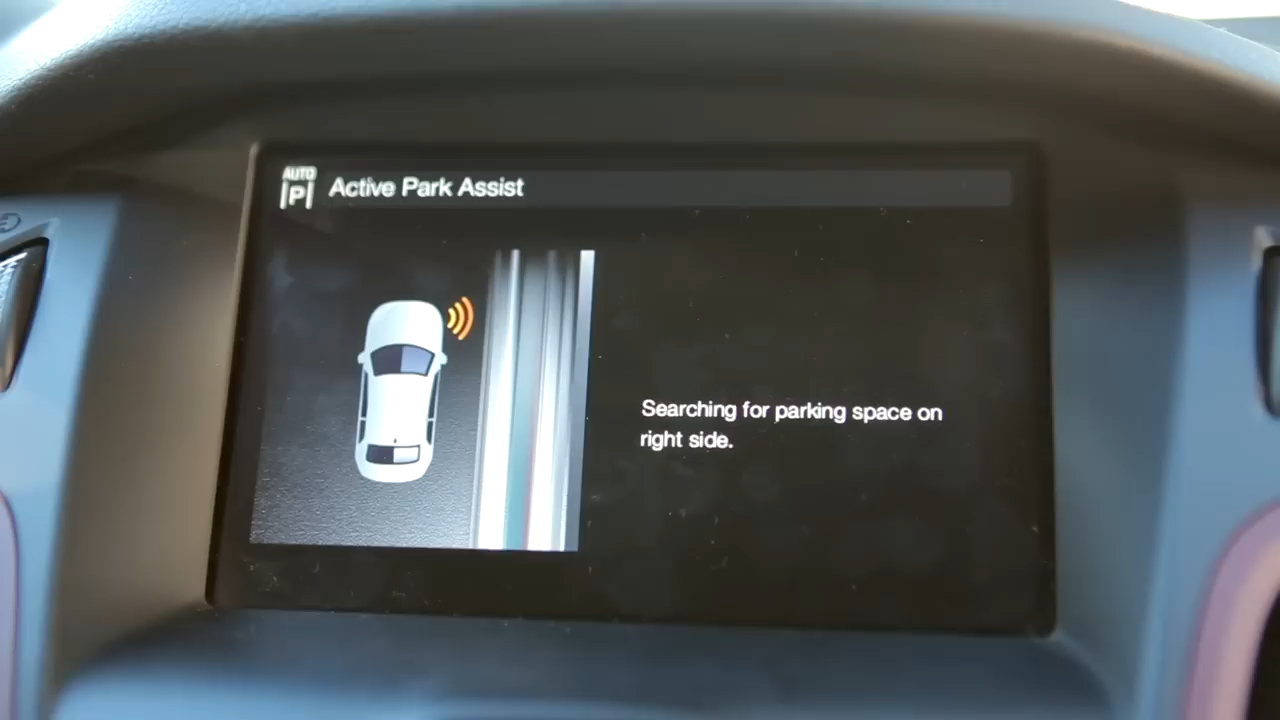 AUTO
P
Active Park Assist
Searching for parking space on
right side.